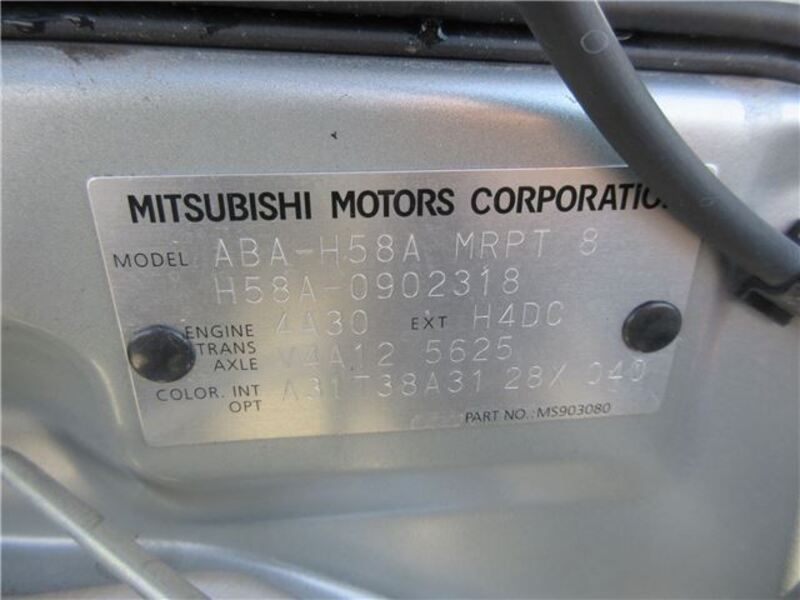 MITSUBISHI MOTORS CORPORATION
MODEL ABA-H58A MRPT 8
H58A-0902318
ENGINE 4A30 EXT H4DC
TRANS AXLE V4A12 5625
COLOR. INT OPT A31T38A31 28X 040
PART NO.: MS903080